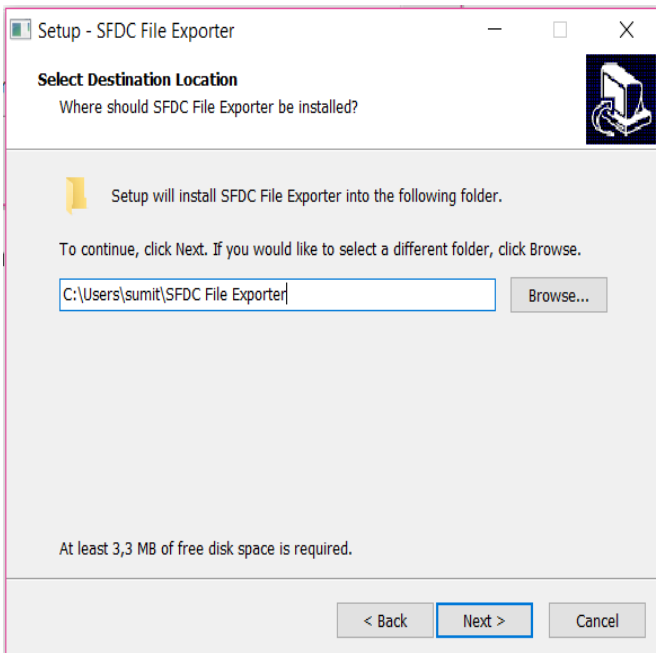 Setup - SFDC File Exporter
Select Destination Location
Where should SFDC File Exporter be installed?
Setup will install SFDC File Exporter into the following folder.
To continue, click Next. If you would like to select a different folder, click Browse.
C:\Users\sumit\SFDC File Exporter
Browse...
At least 3,3 MB of free disk space is required.
< Back
Next >
Cancel